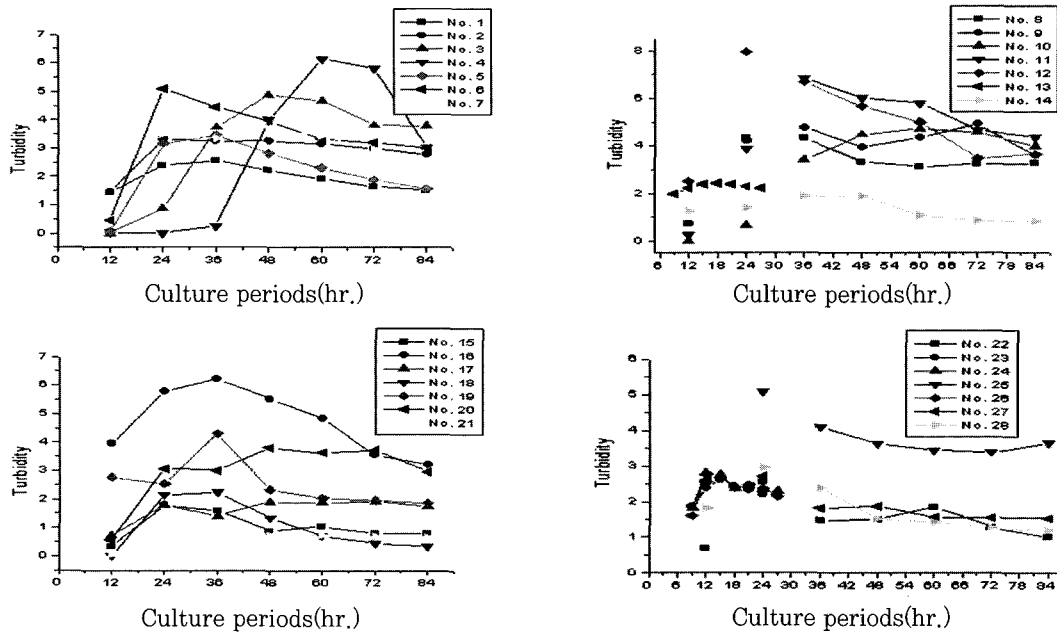 No. 1
No. 2
No. 3
No. 4
No. 5
No. 6
No. 7
7
6
5
4
3
2
1
0
Turbidity
0 12 24 36 48 60 72 84
Culture periods(hr.)
No. 8
No. 9
No. 10
No. 11
No. 12
No. 13
No. 14
8
6
4
2
0
Turbidity
6 12 18 24 30 36 42 48 54 60 66 72 78 84
Culture periods(hr.)
No. 15
No. 16
No. 17
No. 18
No. 19
No. 20
No. 21
7
6
5
4
3
2
1
0
Turbidity
0 12 24 36 48 60 72 84
Culture periods(hr.)
No. 22
No. 23
No. 24
No. 25
No. 26
No. 27
No. 28
6
5
4
3
2
1
0
Turbidity
0 6 12 18 24 30 36 42 48 54 60 66 72 78 84
Culture periods(hr.)